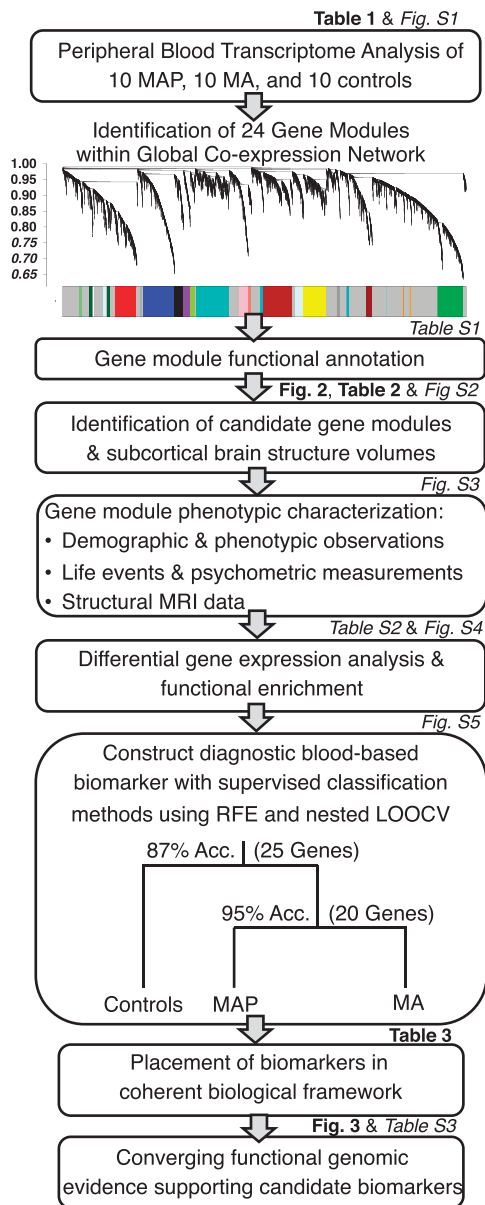 Table 1 & Fig. S1
Peripheral Blood Transcriptome Analysis of
10 MAP, 10 MA, and 10 controls
Identification of 24 Gene Modules
within Global Co-expression Network
1.00
0.95
0.90
0.85
0.80
0.75
0.70
0.65
Table S1
Gene module functional annotation
Fig. 2, Table 2 & Fig S2
Identification of candidate gene modules
& subcortical brain structure volumes
Fig. S3
Gene module phenotypic characterization:
• Demographic & phenotypic observations
• Life events & psychometric measurements
• Structural MRI data
Table S2 & Fig. S4
Differential gene expression analysis &
functional enrichment
Fig. S5
Construct diagnostic blood-based
biomarker with supervised classification
methods using RFE and nested LOOCV
87% Acc. (25 Genes)
95% Acc. (20 Genes)
Controls MAP MA
Table 3
Placement of biomarkers in
coherent biological framework
Fig. 3 & Table S3
Converging functional genomic
evidence supporting candidate biomarkers